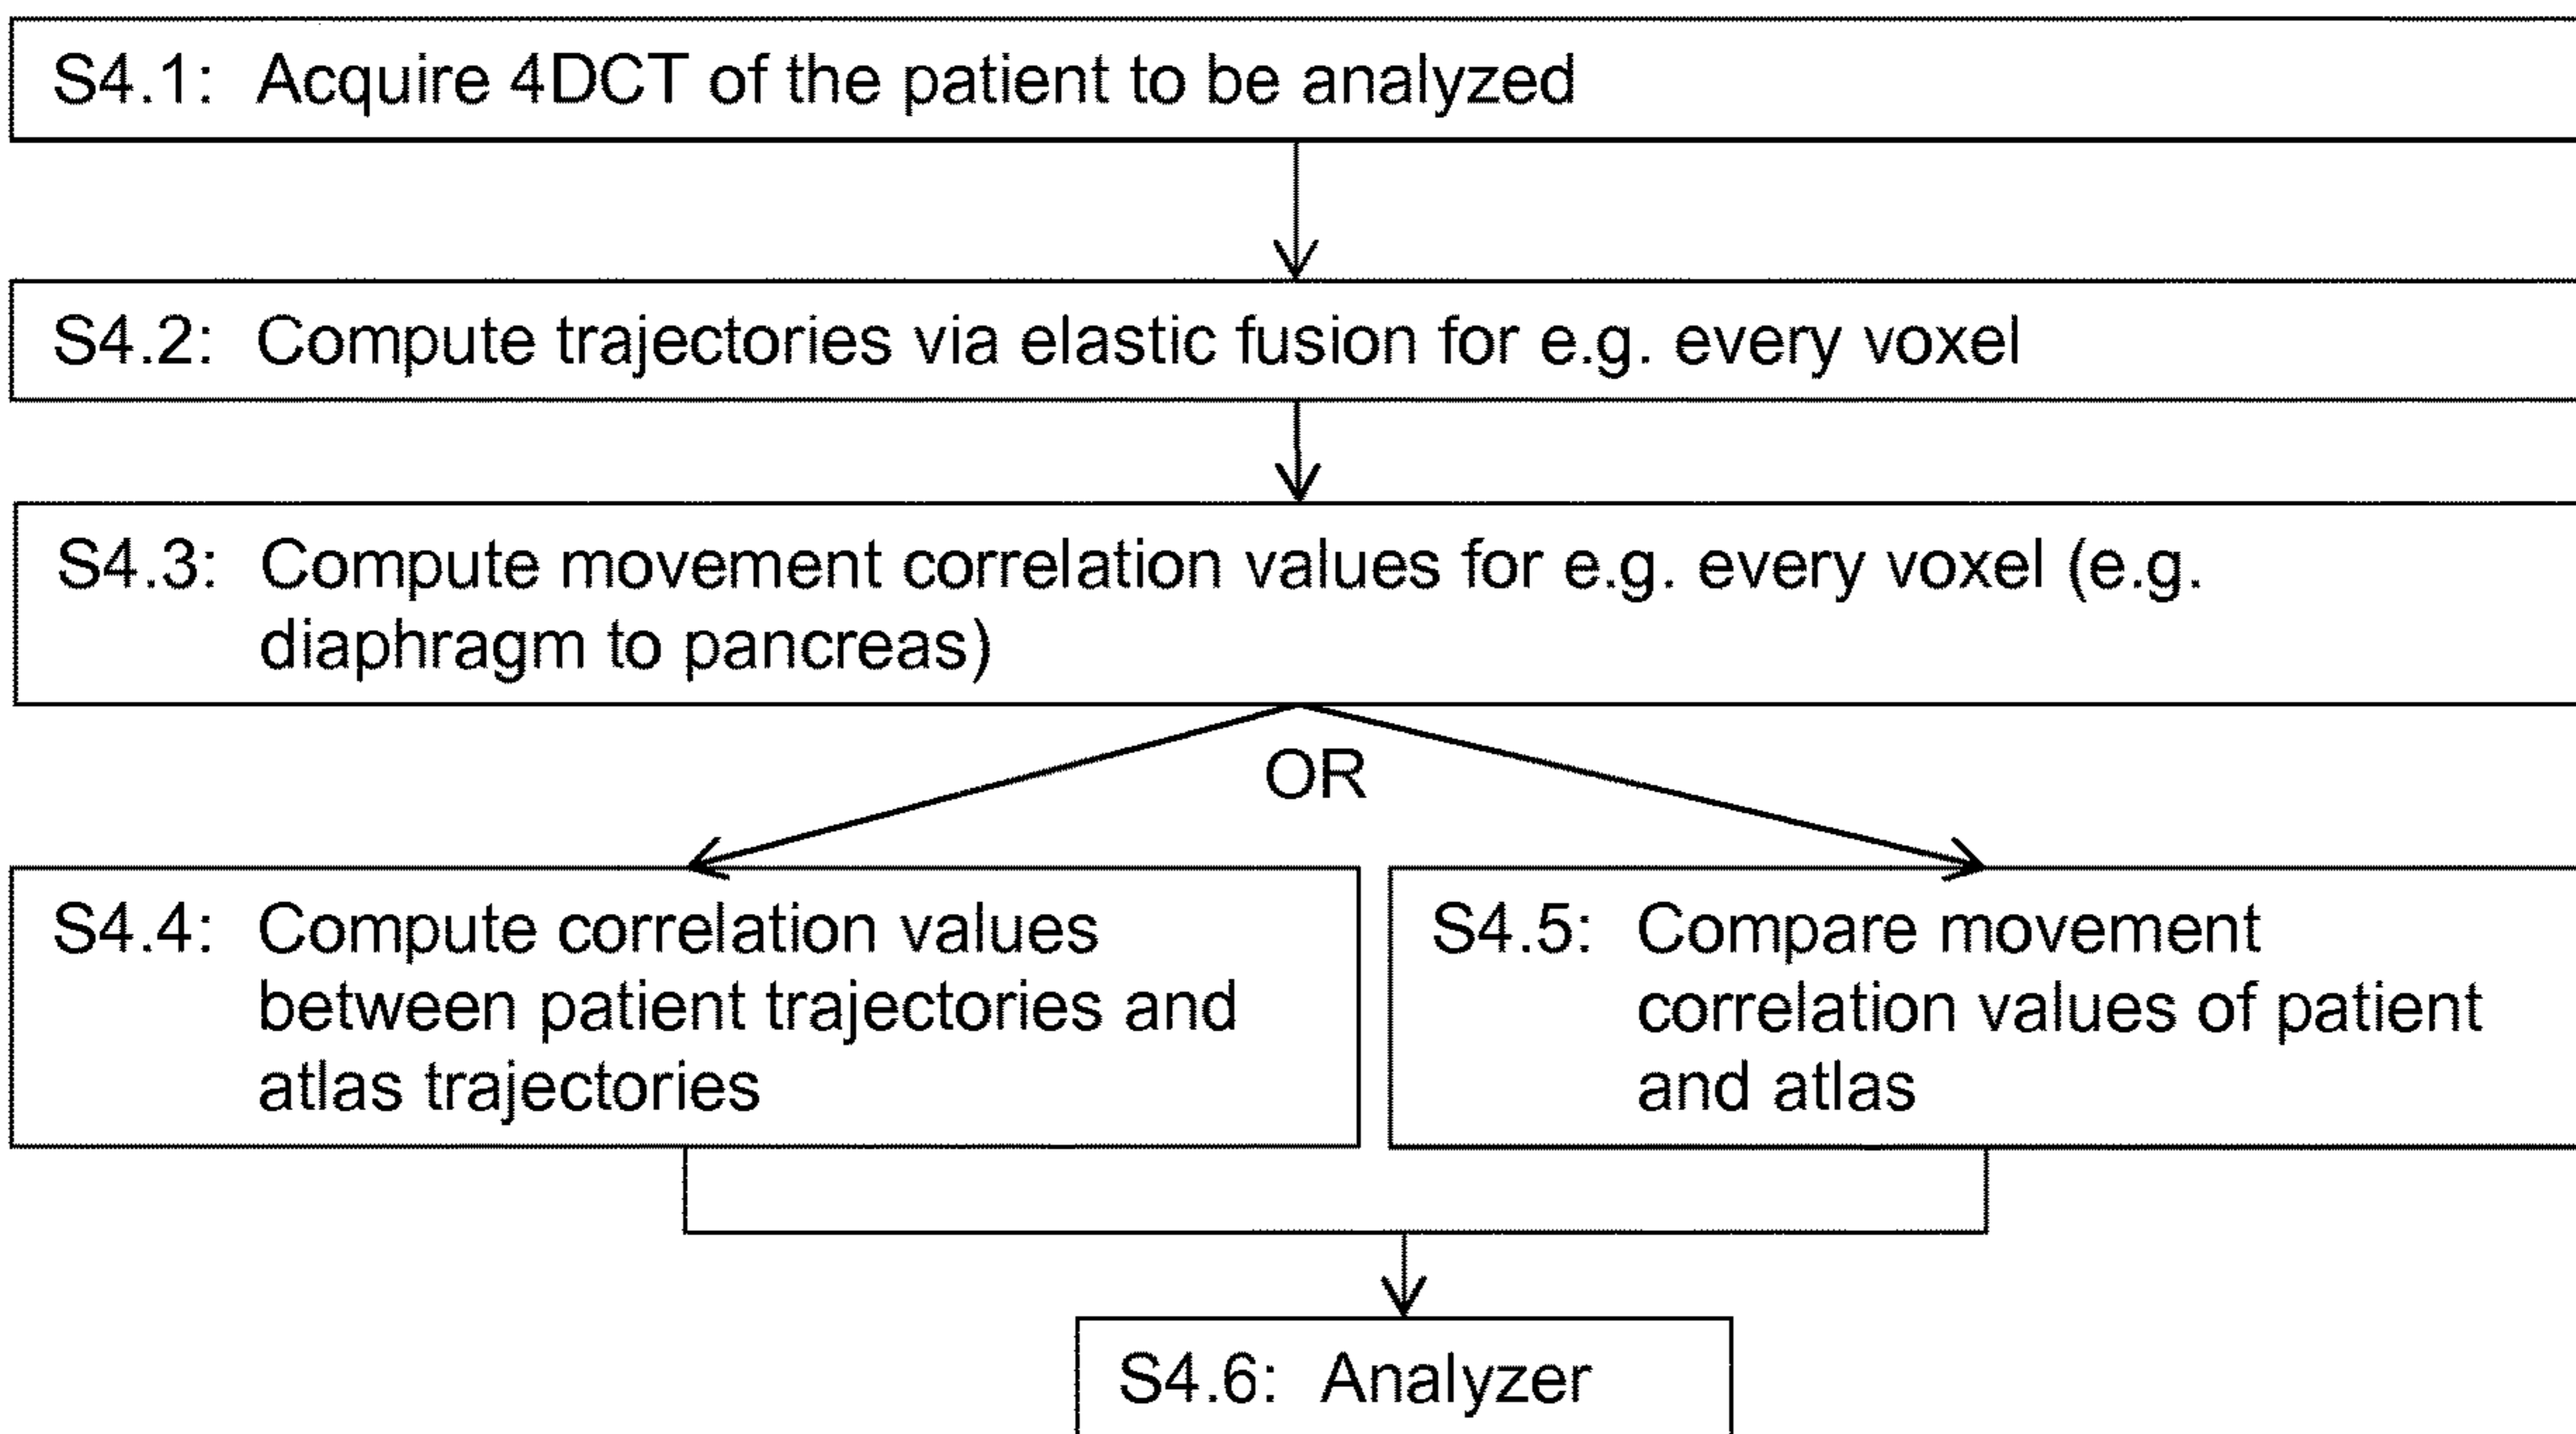 S4.1: Acquire 4DCT of the patient to be analyzed
S4.2: Compute trajectories via elastic fusion for e.g. every voxel
S4.3: Compute movement correlation values for e.g. every voxel (e.g.
diaphragm to pancreas)
OR
S4.4: Compute correlation values
between patient trajectories and
atlas trajectories
S4.5: Compare movement
correlation values of patient
and atlas
S4.6: Analyzer